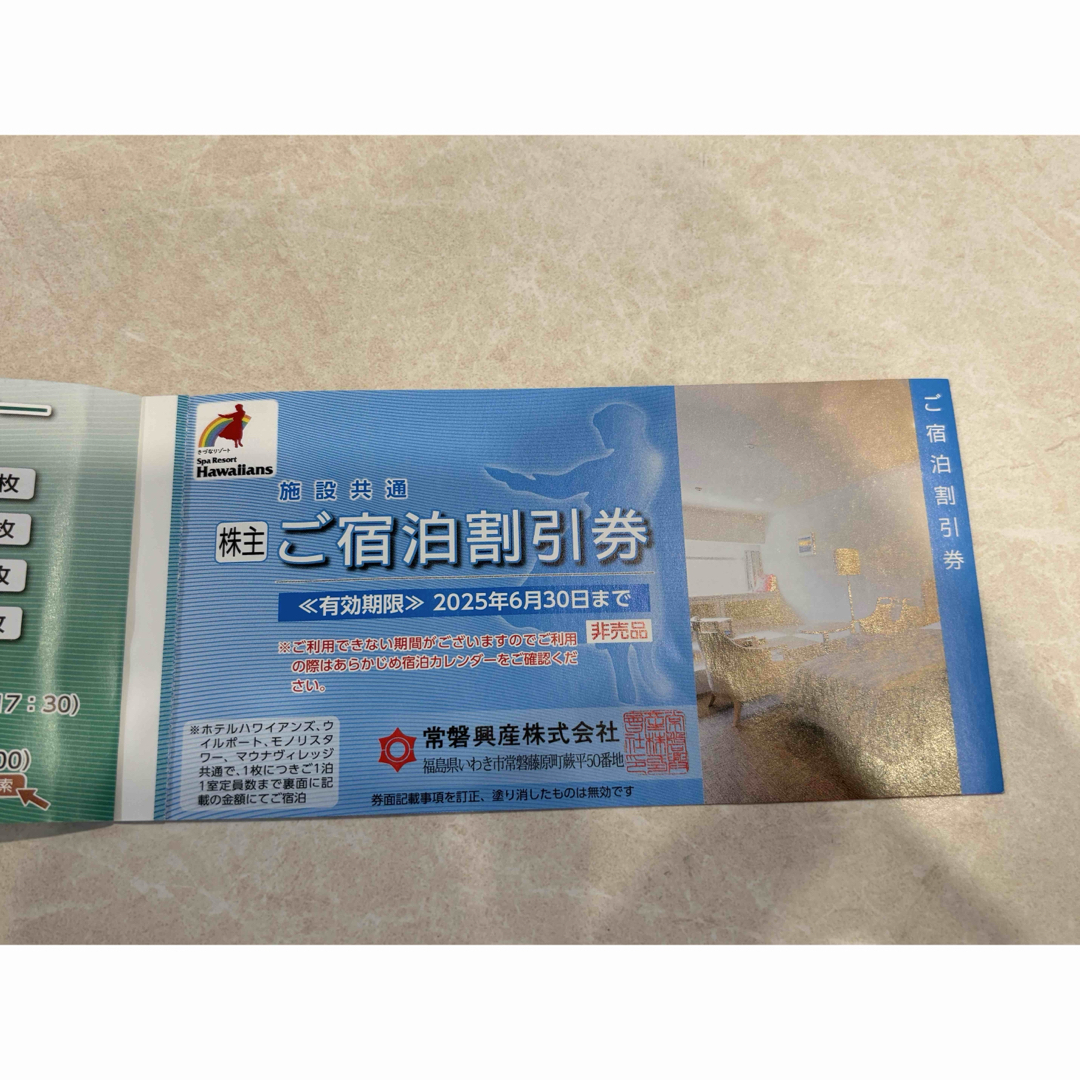 枚
枚
17：30)
00)
索
きづなリゾート
Spa Resort
Hawaiians
施設共通
株主
ご宿泊割引券
≪有効期限≫ 2025年6月30日まで
※ご利用できない期間がございますのでご利用
の際はあらかじめ宿泊カレンダーをご確認くだ
さい。
非売品
※ホテルハワイアンズ、ウ
イルポート、モノリスタ
ワー、マウナヴィレッジ
共通で、1枚につきご1泊
1室定員数まで裏面に記
載の金額にてご宿泊
常磐興産株式会社
福島県いわき市常磐藤原町蕨平50番地
券面記載事項を訂正、塗り消したものは無効です
ご宿泊割引券